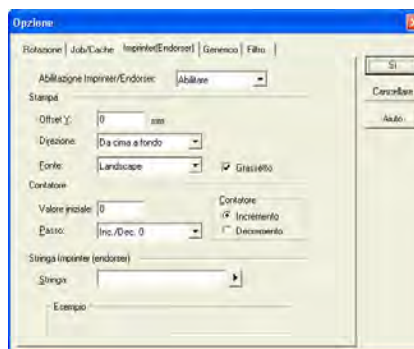 Opzione
Rotazione | Job/Cache | Imprinter(Endorser) | Generico | Filtro
Sì
Cancellare
Aiuto
Abilitazione Imprinter/Endorser: Abilitare
Stampa
Offset Y: 0 mm
Direzione: Da cima a fondo
Fonte: Landscape
Grassetto
Contatore
Valore iniziale: 0
Passo: Inc./Dec. 0
Contatore
Incremento
Decremento
Stringa Imprinter (endorser)
Stringa:
Esempio